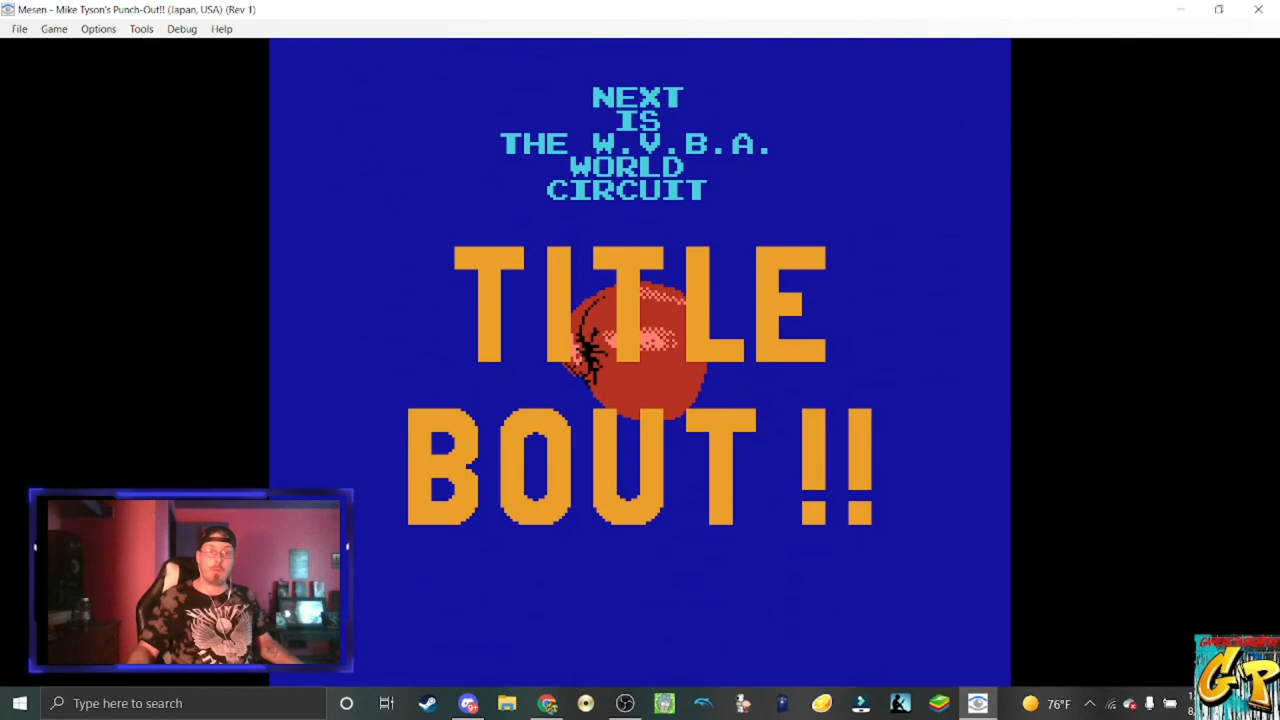 Mesen - Mike Tyson's Punch-Out!! (Japan, USA) (Rev 1)
File Game Options Tools Debug Help
NEXT
IS
THE W.V.B.A.
WORLD
CIRCUIT
TITLE
BOUT!!
GP
Type here to search
76°F